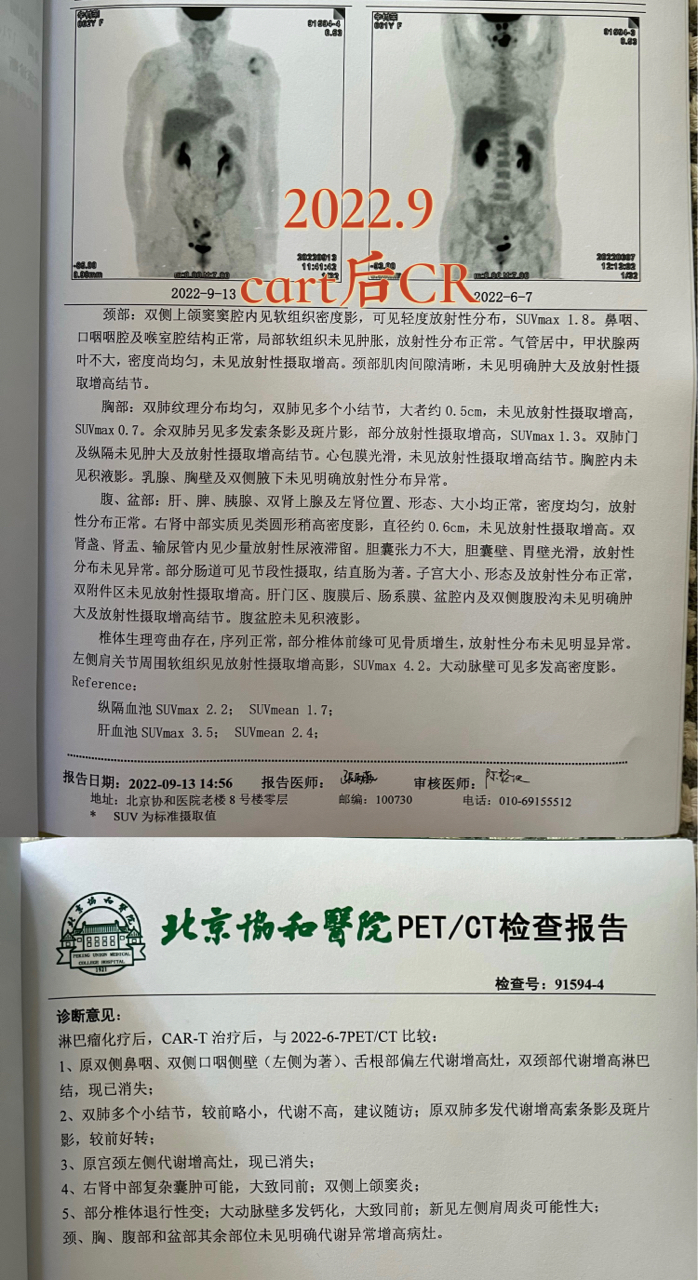 062Y F
91594-4
0.63
061Y F
91594-3
0.63
2022.9
20220913
11:41:42
20220607
12:12:22
2022-9-13
cart后CR
2022-6-7
颈部：双侧上颌窦窦腔内见软组织密度影，可见轻度放射性分布，SUVmax 1.8。鼻咽、
口咽咽腔及喉室腔结构正常，局部软组织未见肿胀，放射性分布正常。气管居中，甲状腺两
叶不大，密度尚均匀，未见放射性摄取增高。颈部肌肉间隙清晰，未见明确肿大及放射性摄
取增高结节。
胸部：双肺纹理分布均匀，双肺见多个小结节，大者约 0.5cm，未见放射性摄取增高，
SUVmax 0.7。余双肺另见多发索条影及斑片影，部分放射性摄取增高，SUVmax 1.3。双肺门
及纵隔未见肿大及放射性摄取增高结节。心包膜光滑，未见放射性摄取增高结节。胸腔内未
见积液影。乳腺、胸壁及双侧腋下未见明确放射性分布异常。
腹、盆部：肝、脾、胰腺、双肾上腺及左肾位置、形态、大小均正常，密度均匀，放射
性分布正常。右肾中部实质见类圆形稍高密度影，直径约 0.6cm，未见放射性摄取增高。双
肾盏、肾盂、输尿管内见少量放射性尿液滞留。胆囊张力不大，胆囊壁、胃壁光滑，放射性
分布未见异常。部分肠道可见节段性摄取，结直肠为著。子宫大小、形态及放射性分布正常，
双附件区未见放射性摄取增高。肝门区、腹膜后、肠系膜、盆腔内及双侧腹股沟未见明确肿
大及放射性摄取增高结节。腹盆腔未见积液影。
椎体生理弯曲存在，序列正常，部分椎体前缘可见骨质增生，放射性分布未见明显异常。
左侧肩关节周围软组织见放射性摄取增高影，SUVmax 4.2。大动脉壁可见多发高密度影。
Reference:
纵隔血池 SUVmax 2.2； SUVmean 1.7；
肝血池 SUVmax 3.5； SUVmean 2.4；
报告日期：2022-09-13 14:56 报告医师： 审核医师：
地址：北京协和医院老楼 8 号楼零层 邮编：100730 电话：010-69155512
* SUV 为标准摄取值
北京協和醫院 PET/CT检查报告
PEKING UNION MEDICAL
COLLEGE HOSPITAL
1921
检查号：91594-4
诊断意见：
淋巴瘤化疗后，CAR-T 治疗后，与 2022-6-7PET/CT 比较：
1、原双侧鼻咽、双侧口咽侧壁（左侧为著）、舌根部偏左代谢增高灶，双颈部代谢增高淋巴
结，现已消失；
2、双肺多个小结节，较前略小，代谢不高，建议随访；原双肺多发代谢增高索条影及斑片
影，较前好转；
3、原宫颈左侧代谢增高灶，现已消失；
4、右肾中部复杂囊肿可能，大致同前；双侧上颌窦炎；
5、部分椎体退行性变；大动脉壁多发钙化，大致同前；新见左侧肩周炎可能性大；
颈、胸、腹部和盆部其余部位未见明确代谢异常增高病灶。